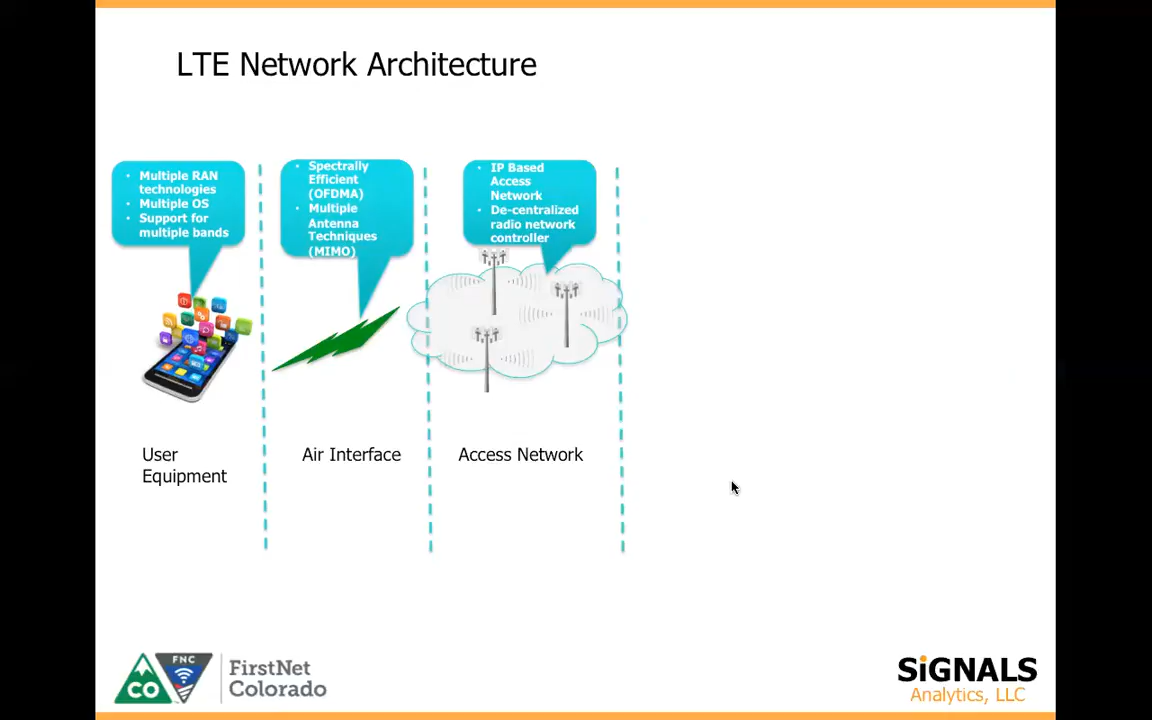 LTE Network Architecture
• Multiple RAN
technologies
• Multiple OS
• Support for
multiple bands
• Spectrally
Efficient
(OFDMA)
• Multiple
Antenna
Techniques
(MIMO)
• IP Based
Access
Network
• De-centralized
radio network
controller
User
Equipment
Air Interface
Access Network
CO
FNC
FirstNet
Colorado
SiGNALS
Analytics, LLC